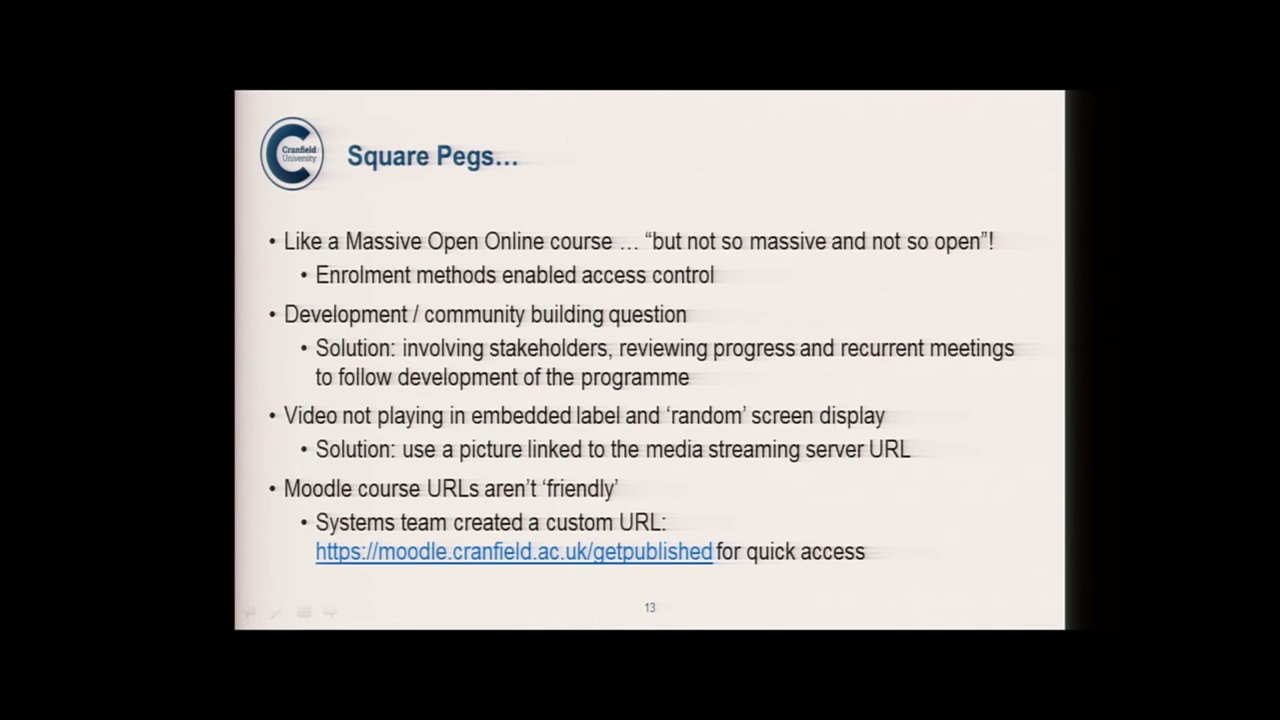 Cranfield
University
Square Pegs…
• Like a Massive Open Online course … “but not so massive and not so open”!
• Enrolment methods enabled access control
• Development / community building question
• Solution: involving stakeholders, reviewing progress and recurrent meetings
to follow development of the programme
• Video not playing in embedded label and ‘random’ screen display
• Solution: use a picture linked to the media streaming server URL
• Moodle course URLs aren’t ‘friendly’
• Systems team created a custom URL:
https://moodle.cranfield.ac.uk/getpublished for quick access
13